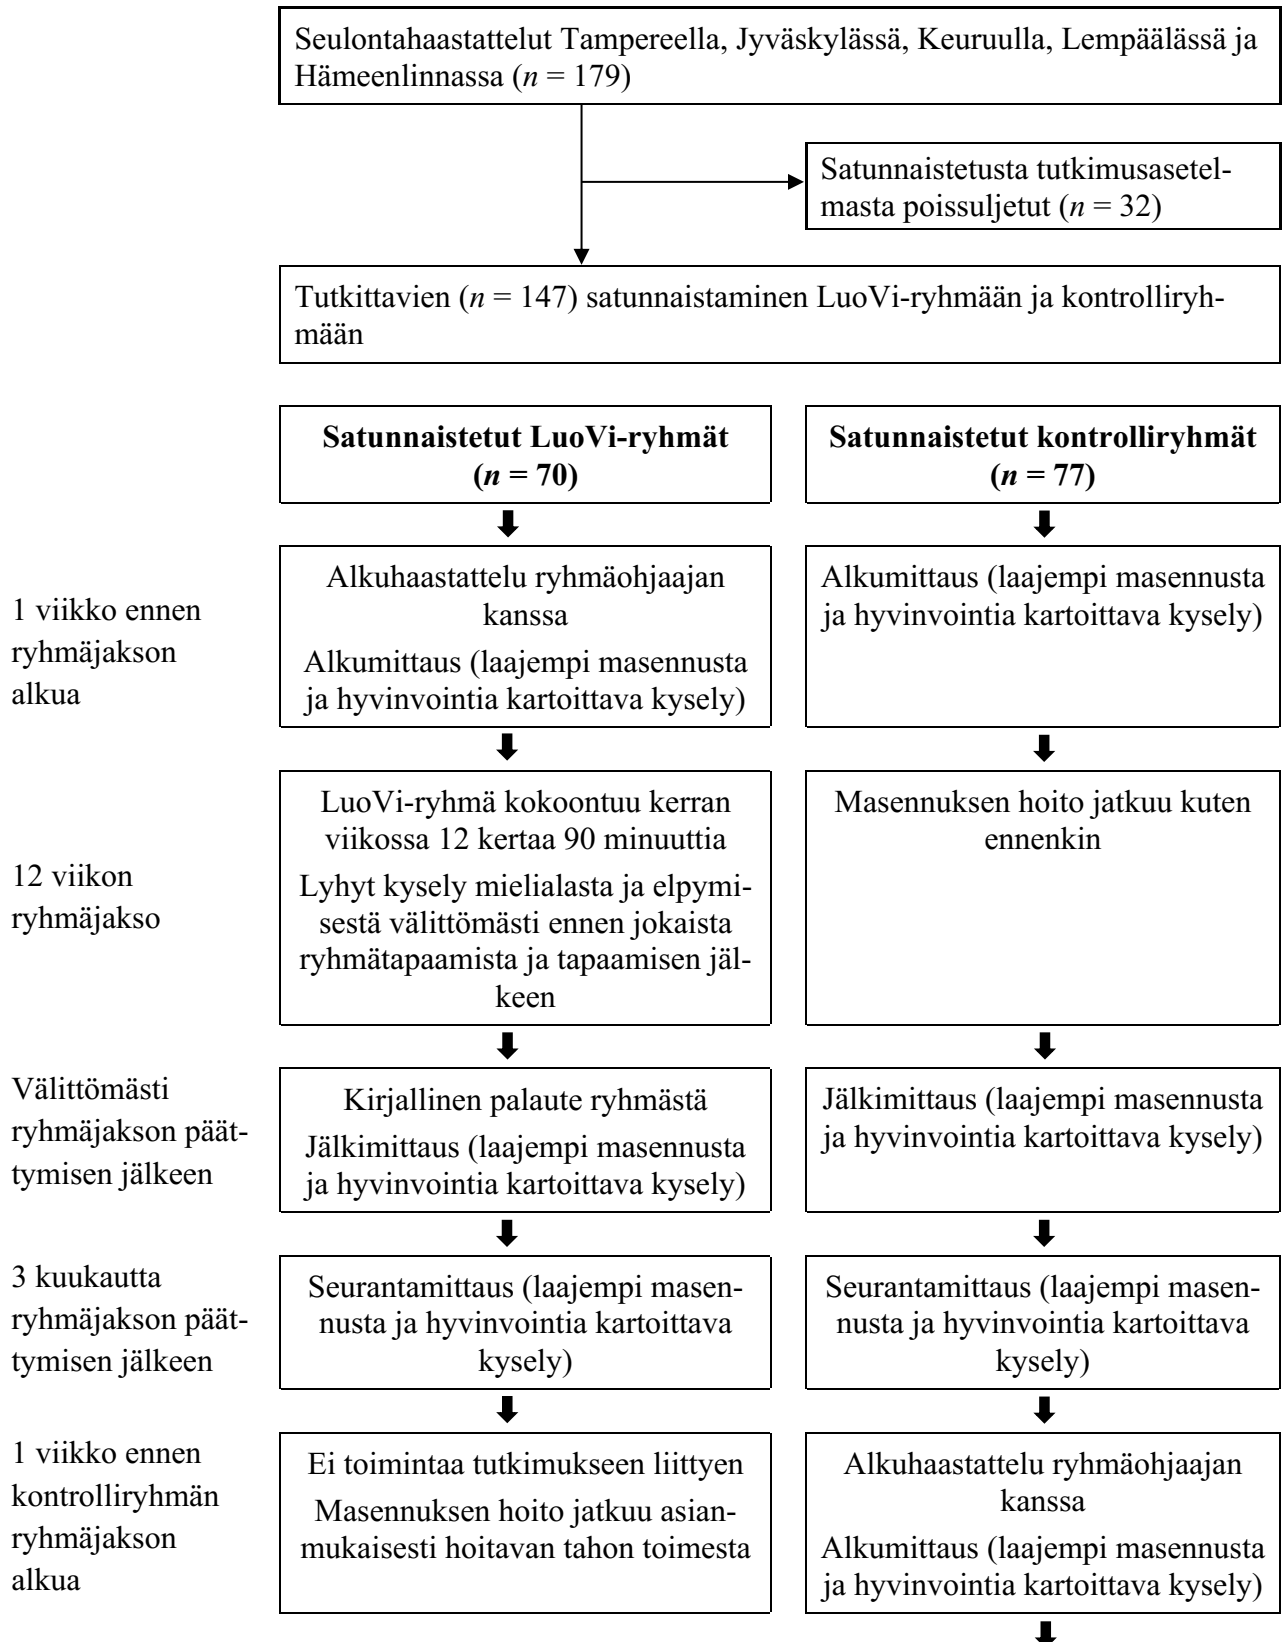 Seulontahaastattelut Tampereella, Jyväskylässä, Keuruulla, Lempäälässä ja
Hämeenlinnassa (n = 179)
Satunnaistetusta tutkimusasetel-
masta poissuljetut (n = 32)
Tutkittavien (n = 147) satunnaistaminen LuoVi-ryhmään ja kontrolliryh-
mään
Satunnaistetut LuoVi-ryhmät
(n = 70)
Satunnaistetut kontrolliryhmät
(n = 77)
1 viikko ennen
ryhmäjakson
alkua
Alkuhaastattelu ryhmäohjaajan
kanssa
Alkumittaus (laajempi masennusta
ja hyvinvointia kartoittava kysely)
Alkumittaus (laajempi masennusta
ja hyvinvointia kartoittava kysely)
12 viikon
ryhmäjakso
LuoVi-ryhmä kokoontuu kerran
viikossa 12 kertaa 90 minuuttia
Lyhyt kysely mielialasta ja elpymi-
sestä välittömästi ennen jokaista
ryhmätapaamista ja tapaamisen jäl-
keen
Masennuksen hoito jatkuu kuten
ennenkin
Välittömästi
ryhmäjakson päät-
tymisen jälkeen
Kirjallinen palaute ryhmästä
Jälkimittaus (laajempi masennusta
ja hyvinvointia kartoittava kysely)
Jälkimittaus (laajempi masennusta
ja hyvinvointia kartoittava kysely)
3 kuukautta
ryhmäjakson päät-
tymisen jälkeen
Seurantamittaus (laajempi masen-
nusta ja hyvinvointia kartoittava
kysely)
Seurantamittaus (laajempi masen-
nusta ja hyvinvointia kartoittava
kysely)
1 viikko ennen
kontrolliryhmän
ryhmäjakson
alkua
Ei toimintaa tutkimukseen liittyen
Masennuksen hoito jatkuu asian-
mukaisesti hoitavan tahon toimesta
Alkuhaastattelu ryhmäohjaajan
kanssa
Alkumittaus (laajempi masennusta
ja hyvinvointia kartoittava kysely)